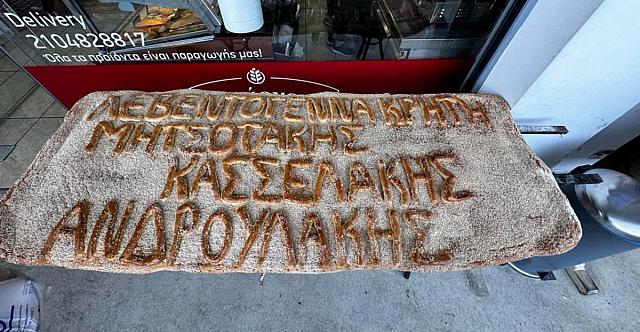 Delivery
2104828817
Όλα τα προϊόντα είναι παραγωγής μας!
ΛΕΒΕΝΤΟΓΕΝΝΑ ΚΡΗΤΗ
ΜΗΤΣΟΤΑΚΗΣ
ΚΑΣΣΕΛΑΚΗΣ
ΑΝΔΡΟΥΛΑΚΗΣ